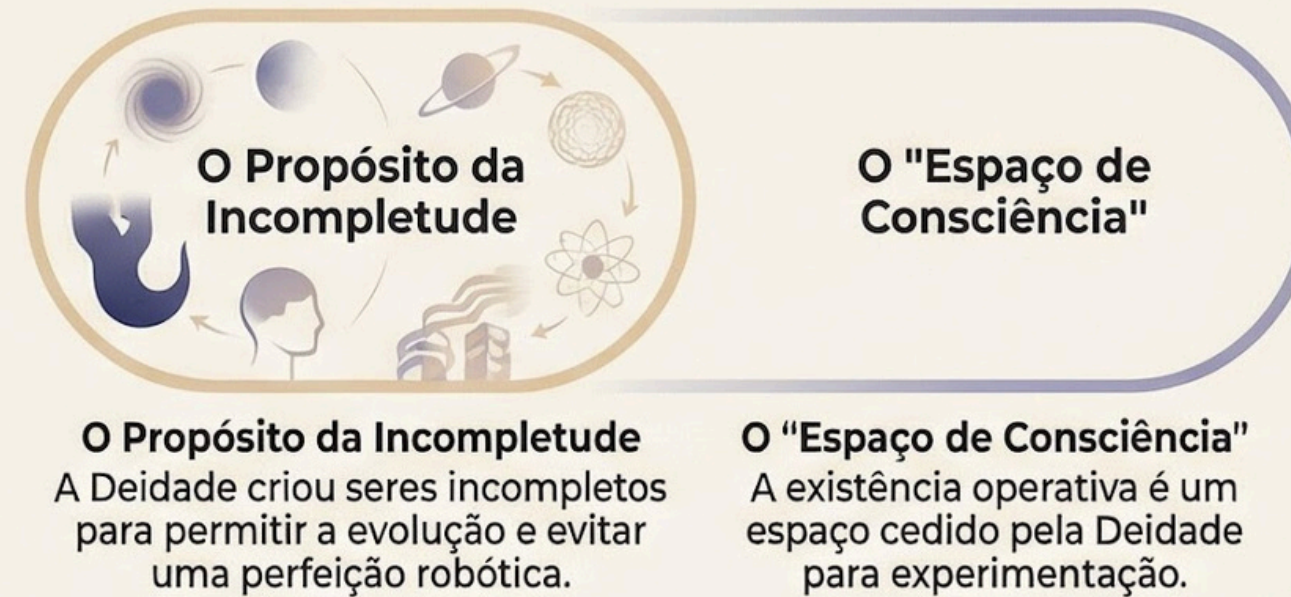 O Propósito da
Incompletude
O "Espaço de
Consciência"
O Propósito da Incompletude
A Deidade criou seres incompletos
para permitir a evolução e evitar
uma perfeição robótica.
O “Espaço de Consciência”
A existência operativa é um
espaço cedido pela Deidade
para experimentação.